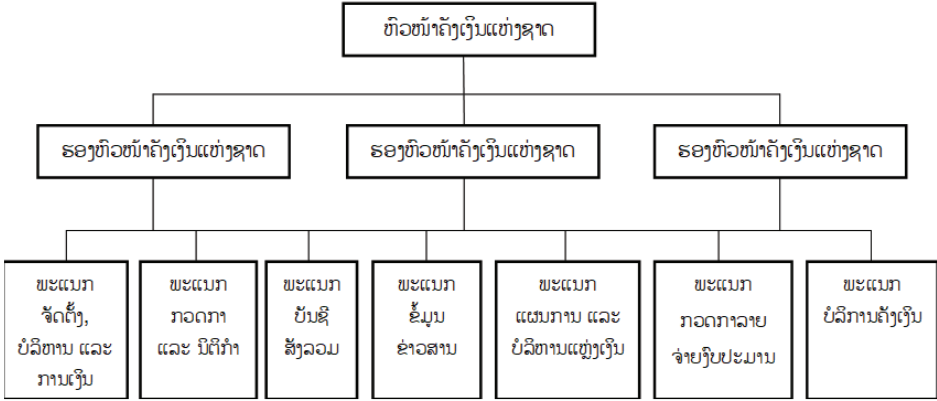 ຫົວໜ້າຄັງເງິນແຫ່ງຊາດ
ຮອງຫົວໜ້າຄັງເງິນແຫ່ງຊາດ
ຮອງຫົວໜ້າຄັງເງິນແຫ່ງຊາດ
ຮອງຫົວໜ້າຄັງເງິນແຫ່ງຊາດ
ພະແນກ
ຈັດຕັ້ງ,
ບໍລິຫານ ແລະ
ການເງິນ
ພະແນກ
ກວດກາ
ແລະ ນິຕິກຳ
ພະແນກ
ບັນຊີ
ສັງລວມ
ພະແນກ
ຂໍ້ມູນ
ຂ່າວສານ
ພະແນກ
ແຜນການ ແລະ
ບໍລິຫານແຫຼ່ງເງິນ
ພະແນກ
ກວດກາລາຍ
ຈ່າຍງົບປະມານ
ພະແນກ
ບໍລິການຄັງເງິນ